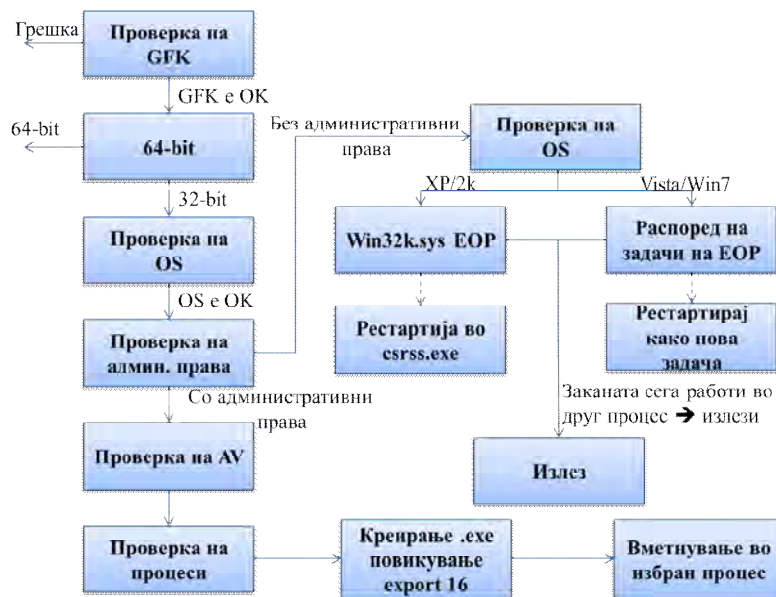 Грешка
Проверка на
GFK
GFK е OK
64-bit
64-bit
32-bit
Проверка на
OS
OS е OK
Проверка на
админ. права
Со административни
права
Проверка на AV
Проверка на
процеси
Без административни
права
Проверка на
OS
XP/2k
Vista/Win7
Win32k.sys EOP
Распоред на
задачи на EOP
Рестартија во
csrss.exe
Рестартирај
како нова
задача
Заканата сега работи во
друг процес → излези
Излез
Креирање .exe
повикување
export 16
Вметнување во
избран процес